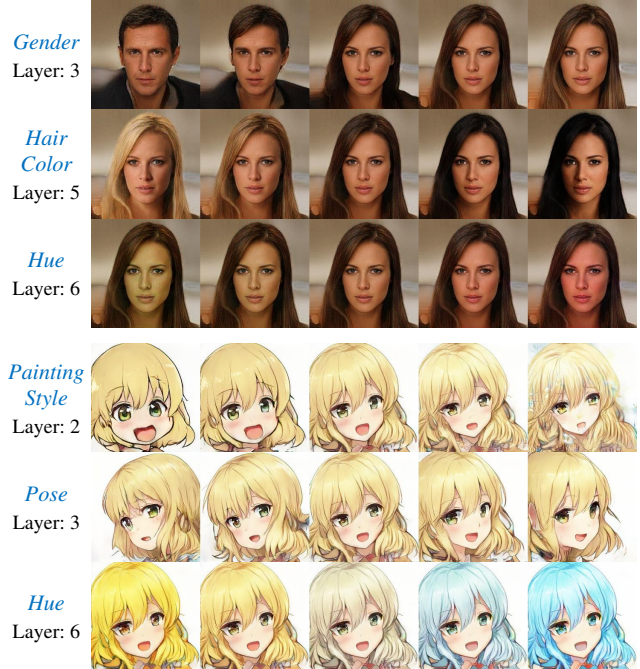 Gender
Layer: 3
Hair
Color
Layer: 5
Hue
Layer: 6
Painting
Style
Layer: 2
Pose
Layer: 3
Hue
Layer: 6